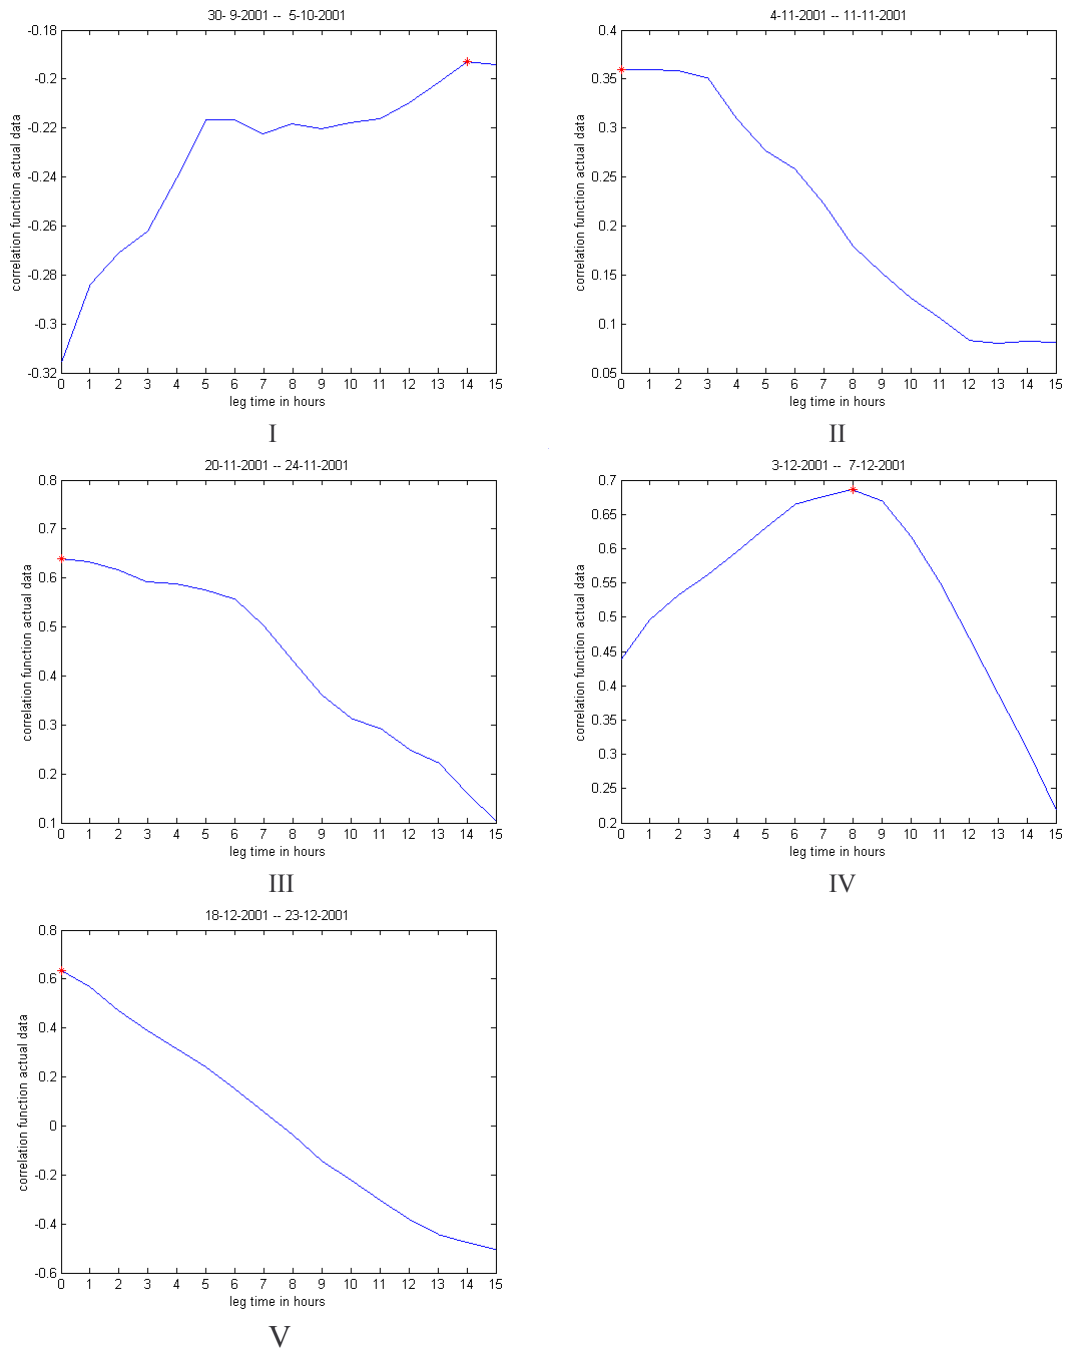 30- 9-2001 -- 5-10-2001
correlation function actual data
-0.18
-0.2
-0.22
-0.24
-0.26
-0.28
-0.3
-0.32
0 1 2 3 4 5 6 7 8 9 10 11 12 13 14 15
leg time in hours
I
4-11-2001 -- 11-11-2001
correlation function actual data
0.4
0.35
0.3
0.25
0.2
0.15
0.1
0.05
0 1 2 3 4 5 6 7 8 9 10 11 12 13 14 15
leg time in hours
II
20-11-2001 -- 24-11-2001
correlation function actual data
0.8
0.7
0.6
0.5
0.4
0.3
0.2
0.1
0 1 2 3 4 5 6 7 8 9 10 11 12 13 14 15
leg time in hours
III
3-12-2001 -- 7-12-2001
correlation function actual data
0.7
0.65
0.6
0.55
0.5
0.45
0.4
0.35
0.3
0.25
0.2
0 1 2 3 4 5 6 7 8 9 10 11 12 13 14 15
leg time in hours
IV
18-12-2001 -- 23-12-2001
correlation function actual data
0.8
0.6
0.4
0.2
0
-0.2
-0.4
-0.6
0 1 2 3 4 5 6 7 8 9 10 11 12 13 14 15
leg time in hours
V